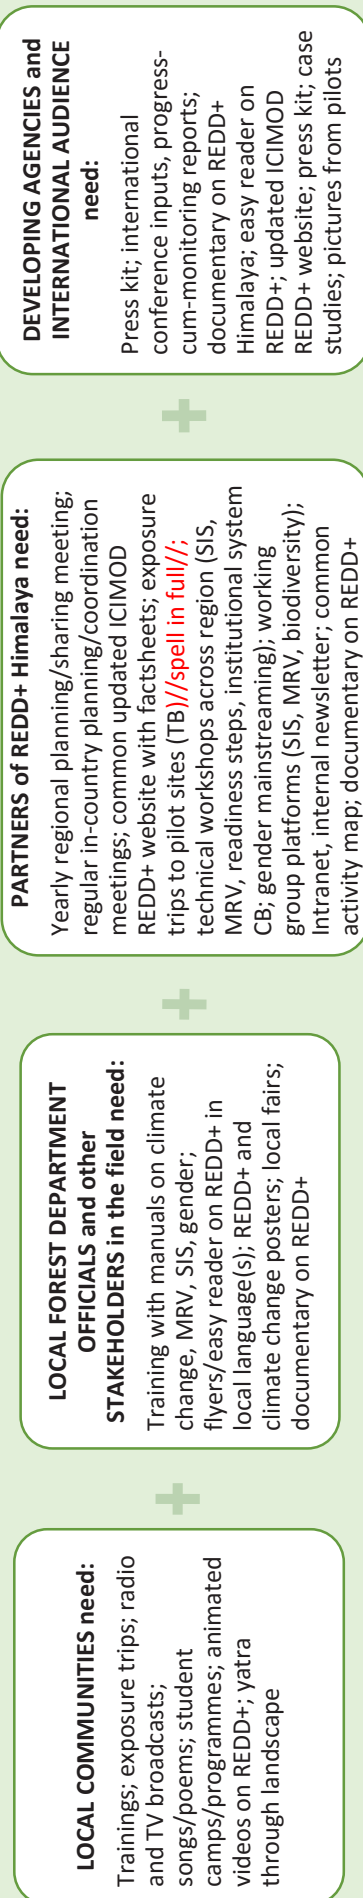 LOCAL COMMUNITIES need:
Trainings; exposure trips; radio
and TV broadcasts;
songs/poems; student
camps/programmes; animated
videos on REDD+; yatra
through landscape
+
LOCAL FOREST DEPARTMENT
OFFICIALS and other
STAKEHOLDERS in the field need:
Training with manuals on climate
change, MRV, SIS, gender;
flyers/easy reader on REDD+ in
local language(s); REDD+ and
climate change posters; local fairs;
documentary on REDD+
+
PARTNERS of REDD+ Himalaya need:
Yearly regional planning/sharing meeting;
regular in-country planning/coordination
meetings; common updated ICIMOD
REDD+ website with factsheets; exposure
trips to pilot sites (TB)//spell in full//;
technical workshops across region (SIS,
MRV, readiness steps, institutional system
CB; gender mainstreaming); working
group platforms (SIS, MRV, biodiversity);
Intranet, internal newsletter; common
activity map; documentary on REDD+
+
DEVELOPING AGENCIES and
INTERNATIONAL AUDIENCE
need:
Press kit; international
conference inputs, progress-
cum-monitoring reports;
documentary on REDD+
Himalaya; easy reader on
REDD+; updated ICIMOD
REDD+ website; press kit; case
studies; pictures from pilots